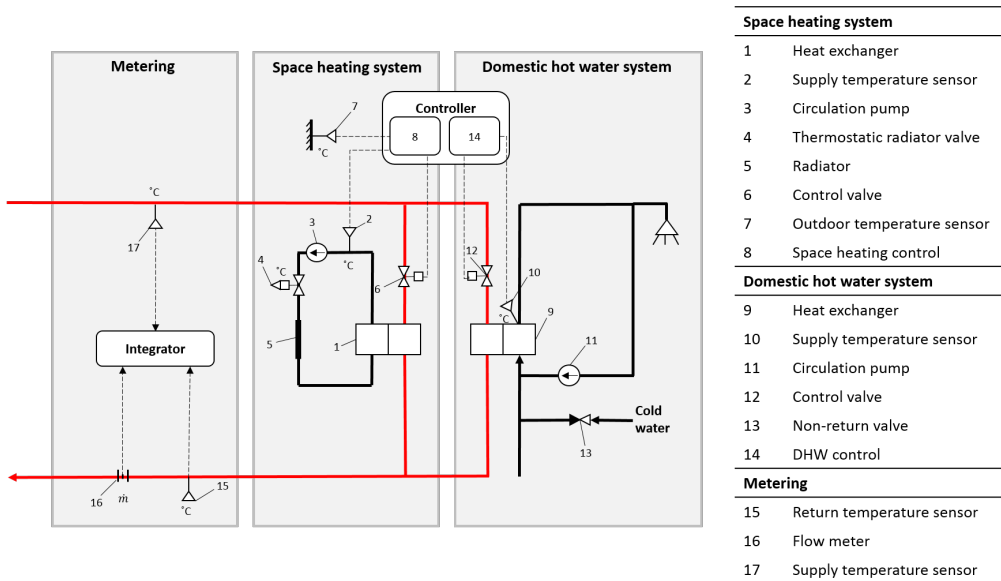 Metering
Space heating system
Domestic hot water system
Controller
8
14
7
°C
°C
17
3
2
°C
4
°C
6
12
10
°C
9
1
5
11
Integrator
Cold
water
13
16
ṁ
15
°C
Space heating system
1 Heat exchanger
2 Supply temperature sensor
3 Circulation pump
4 Thermostatic radiator valve
5 Radiator
6 Control valve
7 Outdoor temperature sensor
8 Space heating control
Domestic hot water system
9 Heat exchanger
10 Supply temperature sensor
11 Circulation pump
12 Control valve
13 Non-return valve
14 DHW control
Metering
15 Return temperature sensor
16 Flow meter
17 Supply temperature sensor